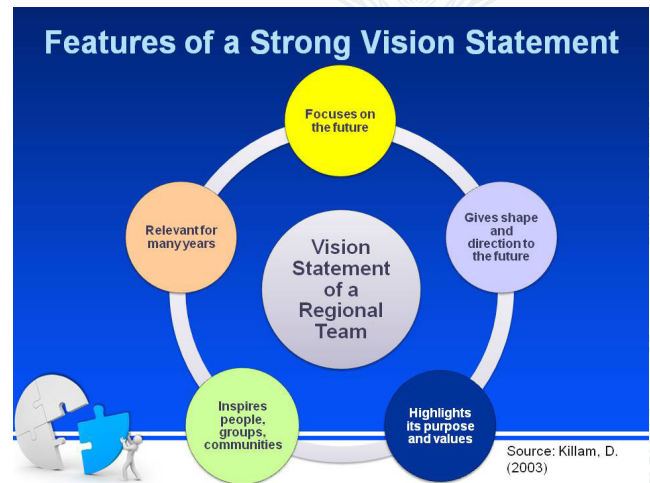 Features of a Strong Vision Statement
Focuses on
the future
Gives shape
and
direction to
the future
Highlights
its purpose
and values
Inspires
people,
groups,
communities
Relevant for
many years
Vision
Statement
of a
Regional
Team
Source: Killam, D.
(2003)